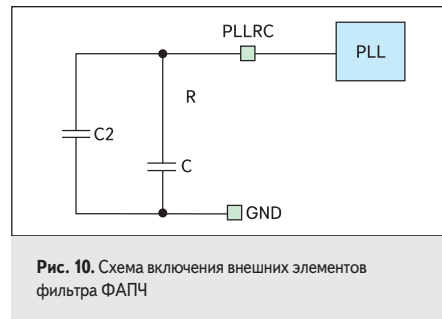 PLLRC
PLL
R
C2
C
GND
Рис. 10. Схема включения внешних элементов
фильтра ФАПЧ